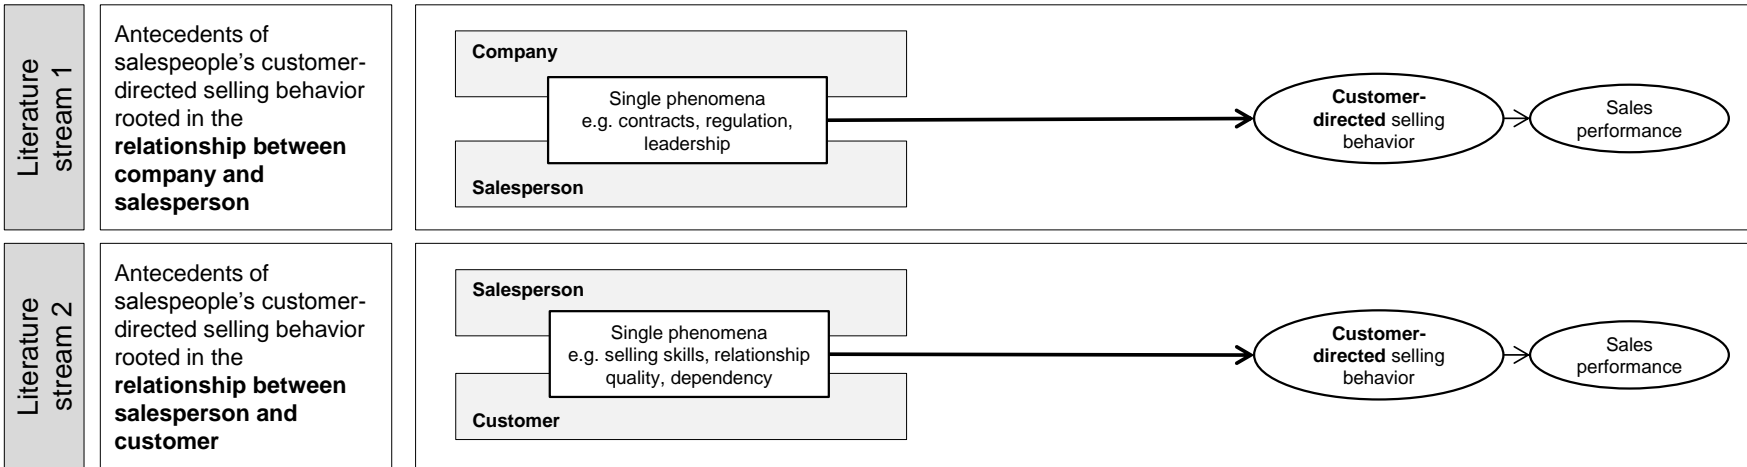 Literature
stream 1
Antecedents of
salespeople's customer-
directed selling behavior
rooted in the
relationship between
company and
salesperson
Company
Single phenomena
e.g. contracts, regulation,
leadership
Salesperson
Customer-
directed selling
behavior
Sales
performance
Literature
stream 2
Antecedents of
salespeople's customer-
directed selling behavior
rooted in the
relationship between
salesperson and
customer
Salesperson
Single phenomena
e.g. selling skills, relationship
quality, dependency
Customer
Customer-
directed selling
behavior
Sales
performance